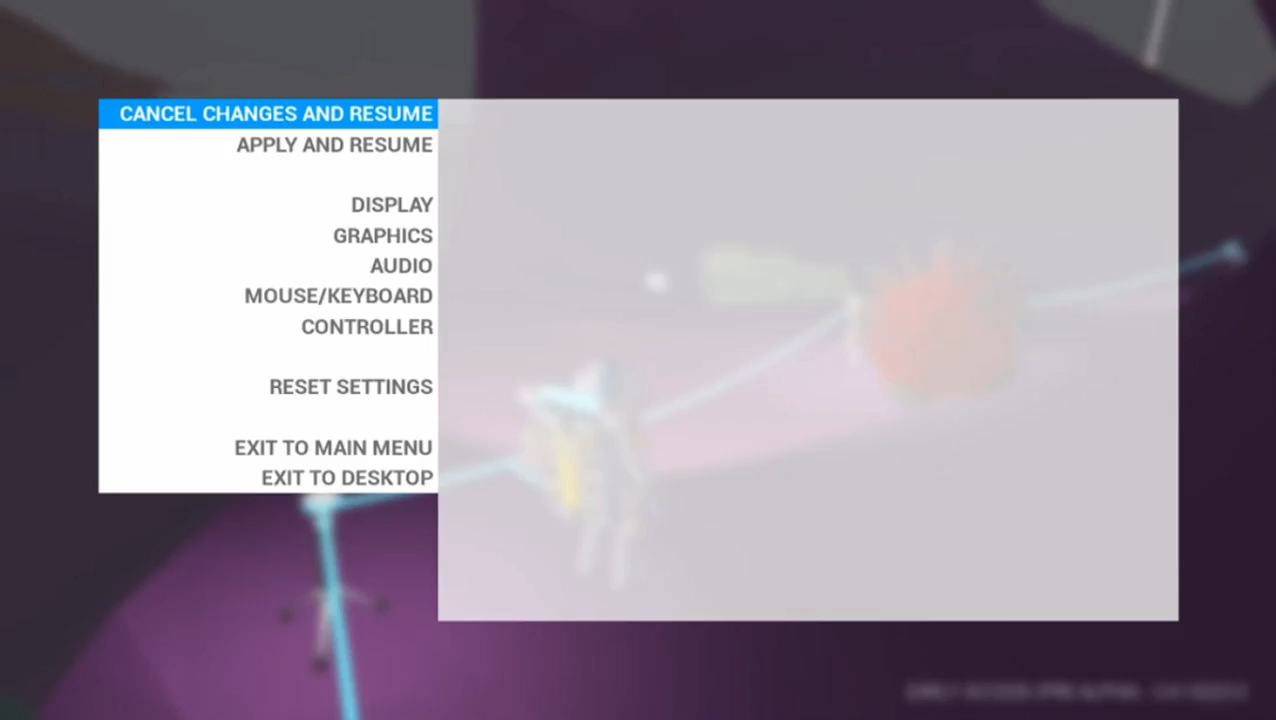 CANCEL CHANGES AND RESUME
APPLY AND RESUME
DISPLAY
GRAPHICS
AUDIO
MOUSE/KEYBOARD
CONTROLLER
RESET SETTINGS
EXIT TO MAIN MENU
EXIT TO DESKTOP